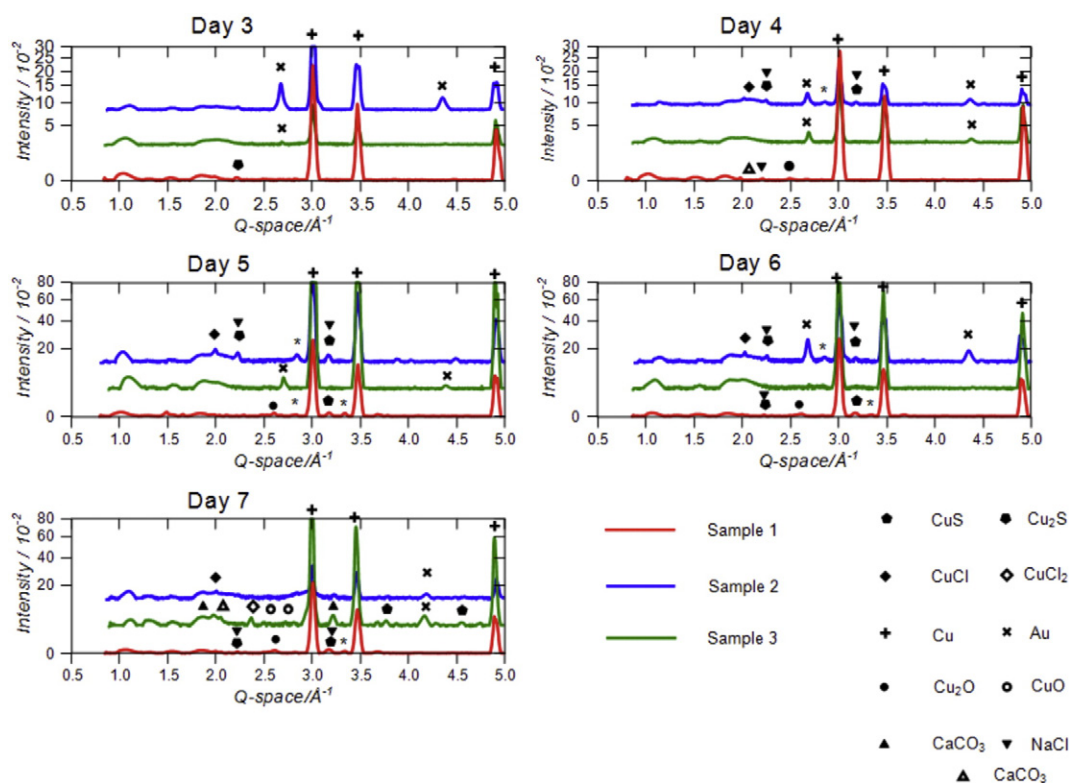 Day 3
Intensity / 10⁻²
30
25
20
15
10
5
0
0.5 1.0 1.5 2.0 2.5 3.0 3.5 4.0 4.5 5.0
Q-space/Å⁻¹
Day 4
Intensity / 10⁻²
30
25
20
15
10
5
0
0.5 1.0 1.5 2.0 2.5 3.0 3.5 4.0 4.5 5.0
Q-space/Å⁻¹
Day 5
Intensity / 10⁻²
80
60
40
20
0
* * *
0.5 1.0 1.5 2.0 2.5 3.0 3.5 4.0 4.5 5.0
Q-space/Å⁻¹
Day 6
Intensity / 10⁻²
80
60
40
20
0
0.5 1.0 1.5 2.0 2.5 3.0 3.5 4.0 4.5 5.0
Q-space/Å⁻¹
Day 7
Intensity / 10⁻²
80
60
40
20
0
0.5 1.0 1.5 2.0 2.5 3.0 3.5 4.0 4.5 5.0
Q-space/Å⁻¹
Sample 1
Sample 2
Sample 3
CuS Cu₂S
CuCl CuCl₂
Cu Au
Cu₂O CuO
CaCO₃ NaCl
CaCO₃